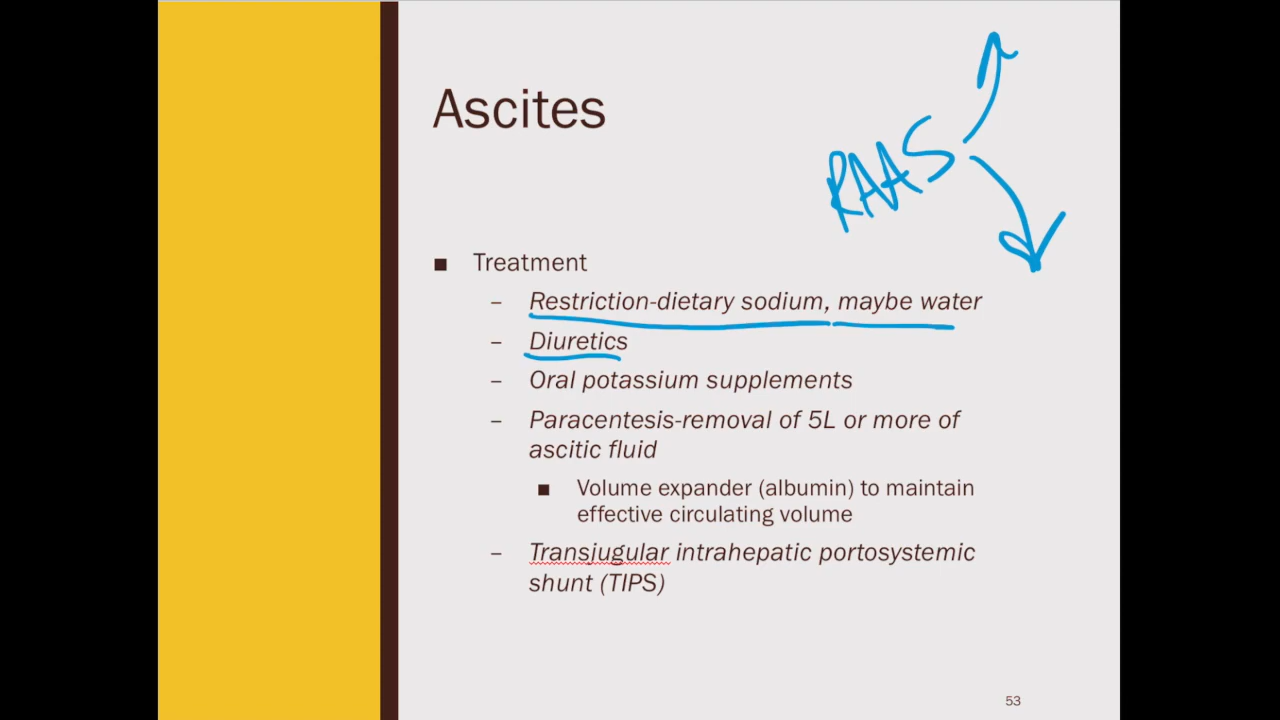 Ascites
RAAS
■ Treatment
– Restriction-dietary sodium, maybe water
– Diuretics
– Oral potassium supplements
– Paracentesis-removal of 5L or more of
ascitic fluid
■ Volume expander (albumin) to maintain
effective circulating volume
– Transjugular intrahepatic portosystemic
shunt (TIPS)
53